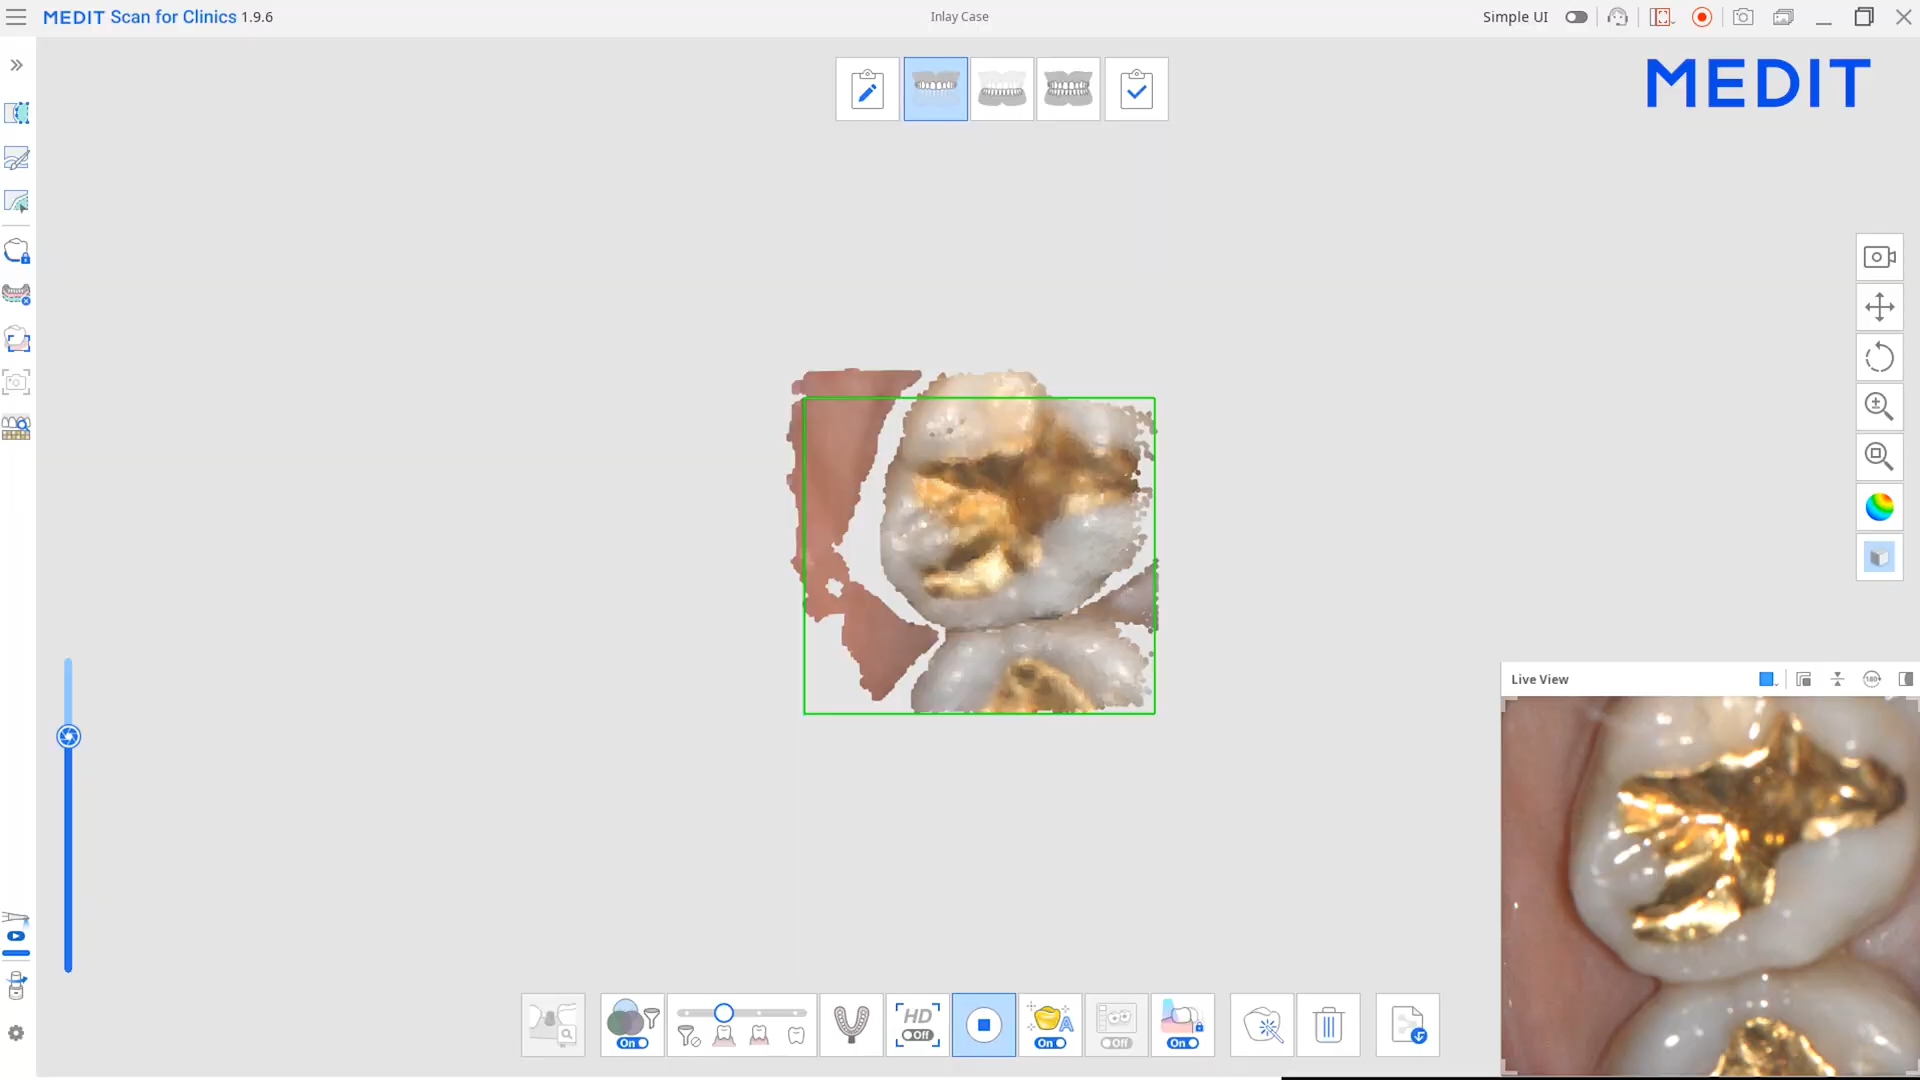 MEDIT Scan for Clinics 1.9.6
Inlay Case
Simple UI
MEDIT
Live View
180°
On
HD
Off
On
A
Off
On